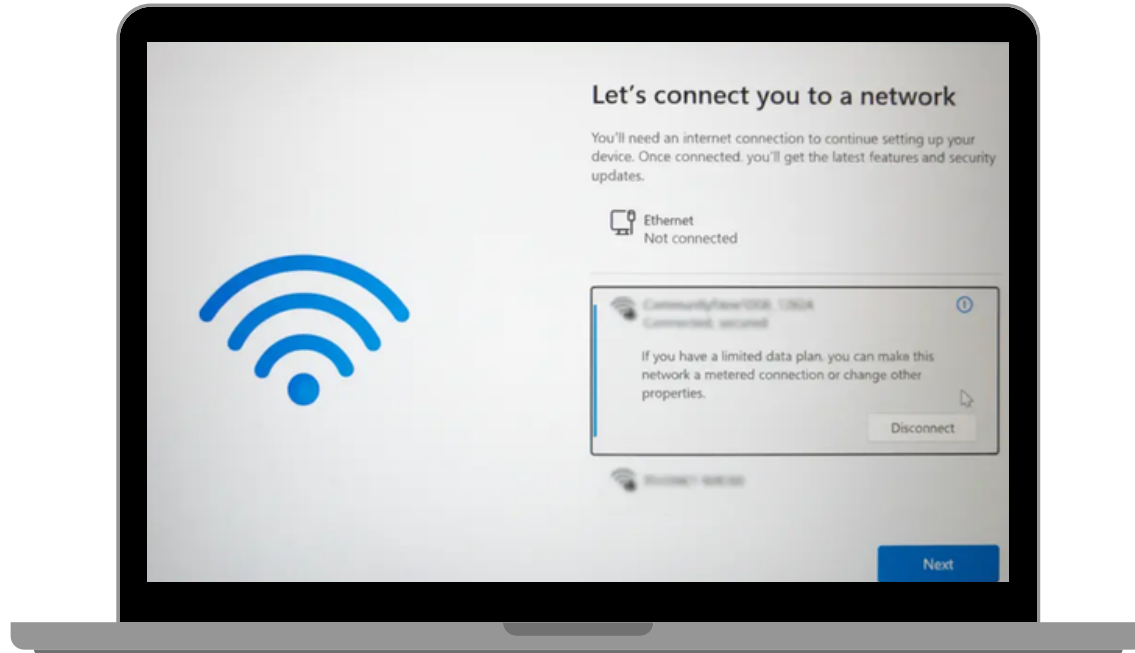 Let's connect you to a network
You'll need an internet connection to continue setting up your
device. Once connected, you'll get the latest features and security
updates.
Ethernet
Not connected
If you have a limited data plan, you can make this
network a metered connection or change other
properties.
Disconnect
Next